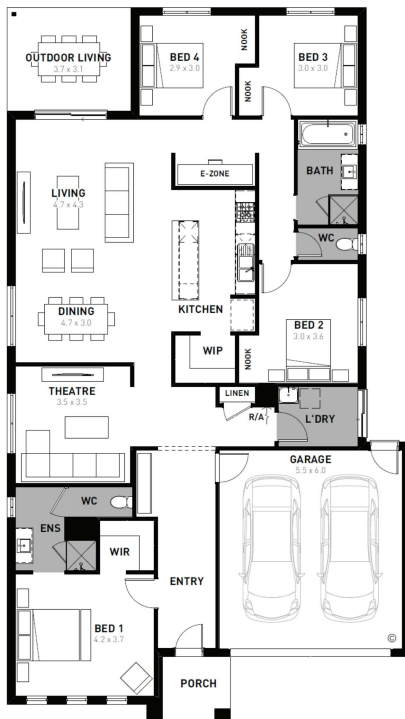 BED 4
2.9 x 3.0
NOOK
BED 3
3.0 x 3.0
OUTDOOR LIVING
3.7 x 3.1
NOOK
E-ZONE
BATH
LIVING
4.7 x 4.3
WC
DINING
4.7 x 3.0
KITCHEN
BED 2
3.0 x 3.6
WIP
NOOK
THEATRE
3.5 x 3.5
LINEN
R/A
L'DRY
GARAGE
5.5 x 6.0
WC
ENS
WIR
ENTRY
BED 1
4.2 x 3.7
©
PORCH